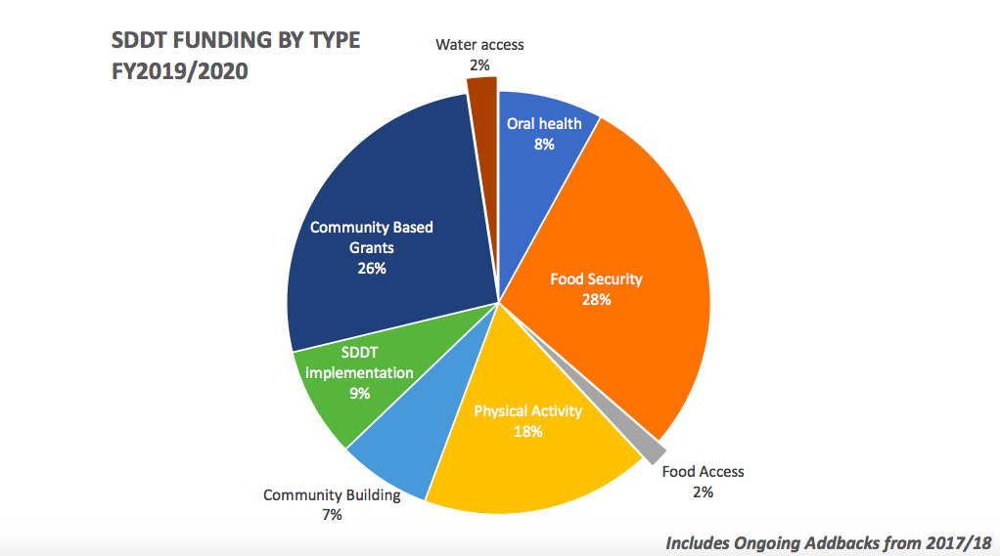 SDDT FUNDING BY TYPE
FY2019/2020
Water access
2%
Oral health
8%
Food Security
28%
Food Access
2%
Physical Activity
18%
Community Building
7%
SDDT
implementation
9%
Community Based
Grants
26%
Includes Ongoing Addbacks from 2017/18